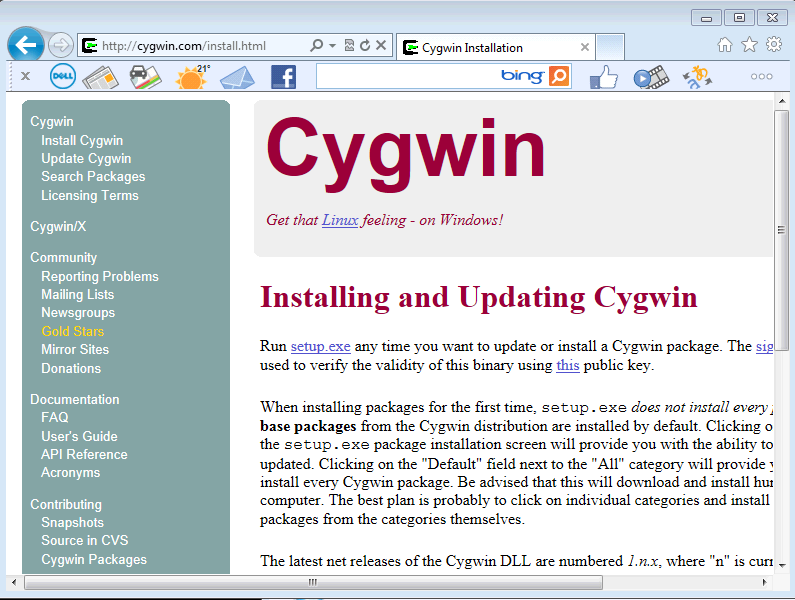 http://cygwin.com/install.html
Cygwin Installation
DELL
21°
bing
Cygwin
Install Cygwin
Update Cygwin
Search Packages
Licensing Terms
Cygwin/X
Community
Reporting Problems
Mailing Lists
Newsgroups
Gold Stars
Mirror Sites
Donations
Documentation
FAQ
User's Guide
API Reference
Acronyms
Contributing
Snapshots
Source in CVS
Cygwin Packages
Cygwin
Get that Linux feeling - on Windows!
Installing and Updating Cygwin
Run setup.exe any time you want to update or install a Cygwin package. The sig
used to verify the validity of this binary using this public key.
When installing packages for the first time, setup.exe does not install every
base packages from the Cygwin distribution are installed by default. Clicking o
the setup.exe package installation screen will provide you with the ability to
updated. Clicking on the "Default" field next to the "All" category will provide y
install every Cygwin package. Be advised that this will download and install hun
computer. The best plan is probably to click on individual categories and install
packages from the categories themselves.
The latest net releases of the Cygwin DLL are numbered 1.n.x, where "n" is curr